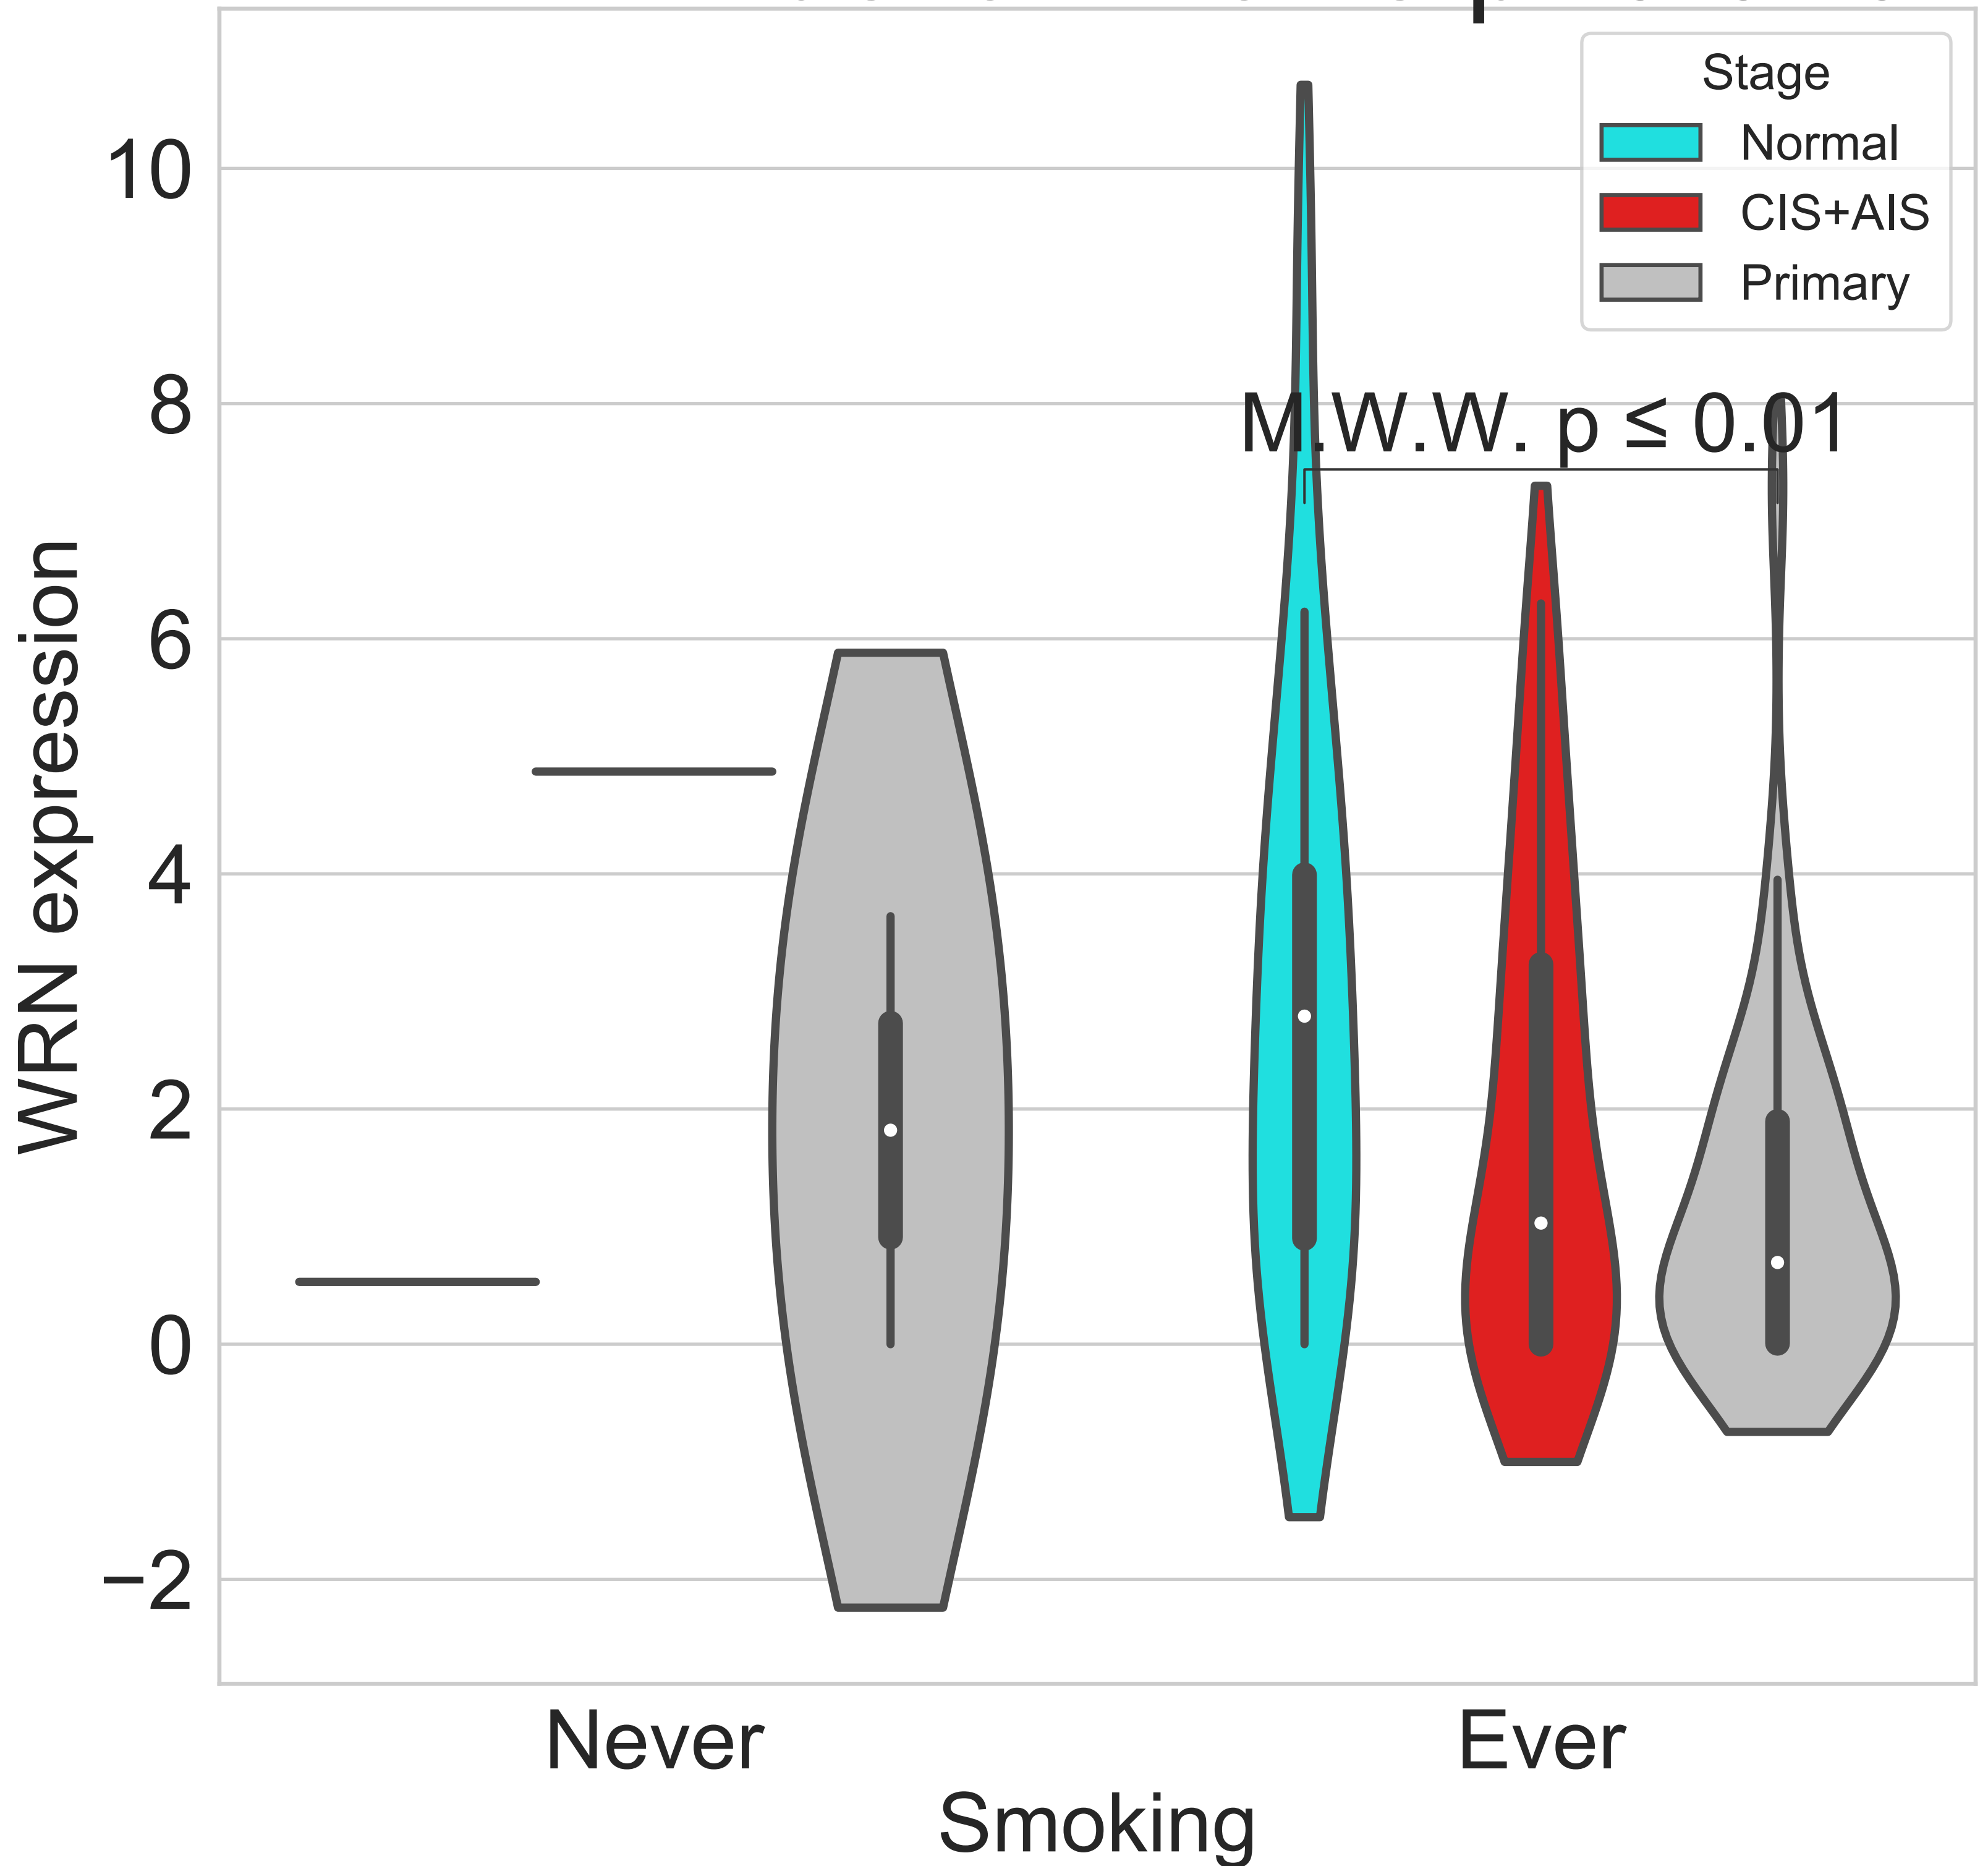 Stage
Normal
CIS+AIS
Primary
10
8
6
4
2
0
−2
M.W.W. p ≤ 0.01
WRN expression
Never
Ever
Smoking